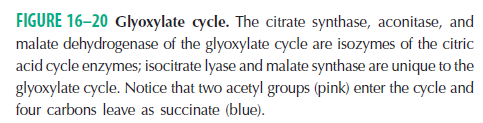 FIGURE 16–20 Glyoxylate cycle. The citrate synthase, aconitase, and
malate dehydrogenase of the glyoxylate cycle are isozymes of the citric
acid cycle enzymes; isocitrate lyase and malate synthase are unique to the
glyoxylate cycle. Notice that two acetyl groups (pink) enter the cycle and
four carbons leave as succinate (blue).